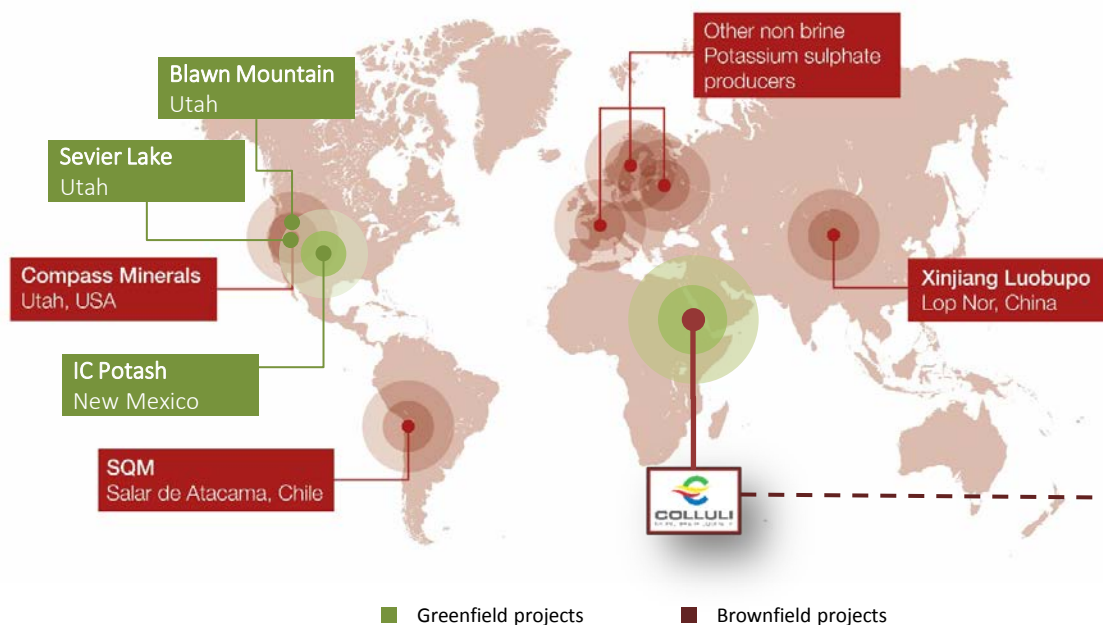 Other non brine
Potassium sulphate
producers
Blawn Mountain
Utah
Sevier Lake
Utah
Compass Minerals
Utah, USA
Xinjiang Luobupo
Lop Nor, China
IC Potash
New Mexico
SQM
Salar de Atacama, Chile
COLLULI
Greenfield projects
Brownfield projects